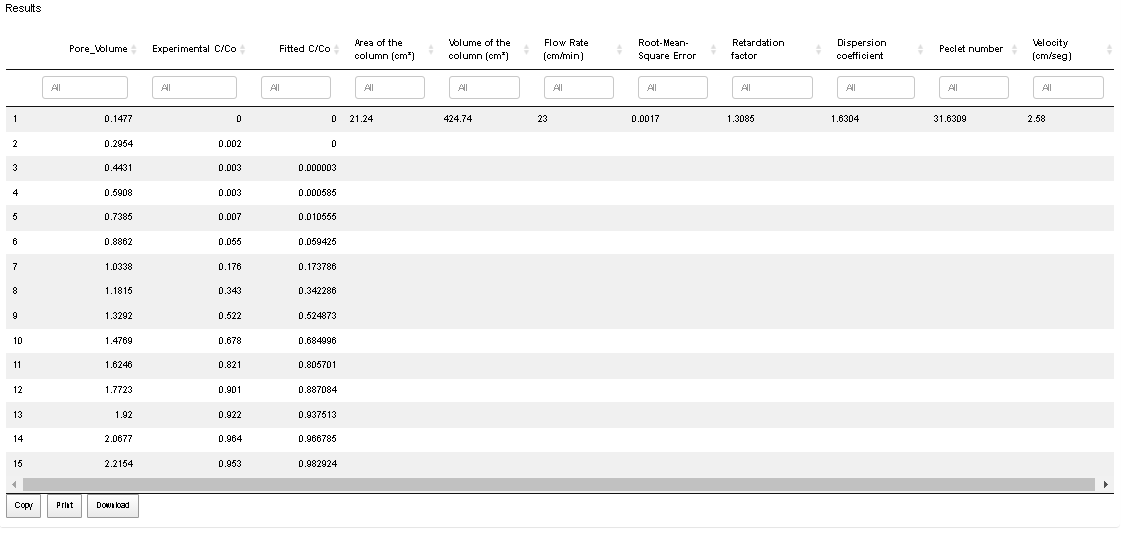 Results
Pore_Volume Experimental C/Co Fitted C/Co Area of the column (cm²) Volume of the column (cm³) Flow Rate (cm/min) Root-Mean-Square Error Retardation factor Dispersion coefficient Peclet number Velocity (cm/seg)
All All All All All All All All All All All
1 0.1477 0 0 21.24 424.74 23 0.0017 1.3085 1.6304 31.6309 2.58
2 0.2954 0.002 0
3 0.4431 0.003 0.000003
4 0.5908 0.003 0.000585
5 0.7385 0.007 0.010555
6 0.8862 0.055 0.059425
7 1.0338 0.176 0.173786
8 1.1815 0.343 0.342286
9 1.3292 0.522 0.524873
10 1.4769 0.678 0.684996
11 1.6246 0.821 0.805701
12 1.7723 0.901 0.887084
13 1.92 0.922 0.937513
14 2.0677 0.964 0.966785
15 2.2154 0.953 0.982924
Copy Print Download